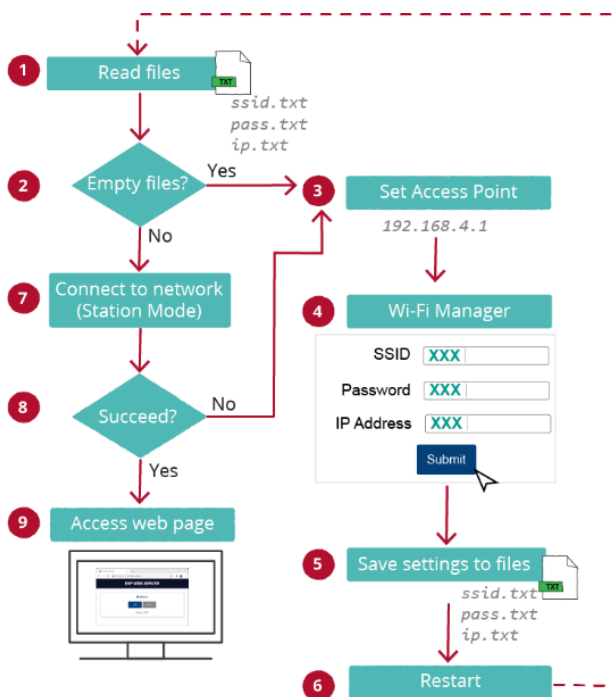 1
Read files
TXT
ssid.txt
pass.txt
ip.txt
2
Empty files?
Yes
No
3
Set Access Point
192.168.4.1
4
Wi-Fi Manager
SSID XXX
Password XXX
IP Address XXX
Submit
5
Save settings to files
TXT
ssid.txt
pass.txt
ip.txt
6
Restart
7
Connect to network
(Station Mode)
8
Succeed?
No
Yes
9
Access web page
ESP WEB SERVER